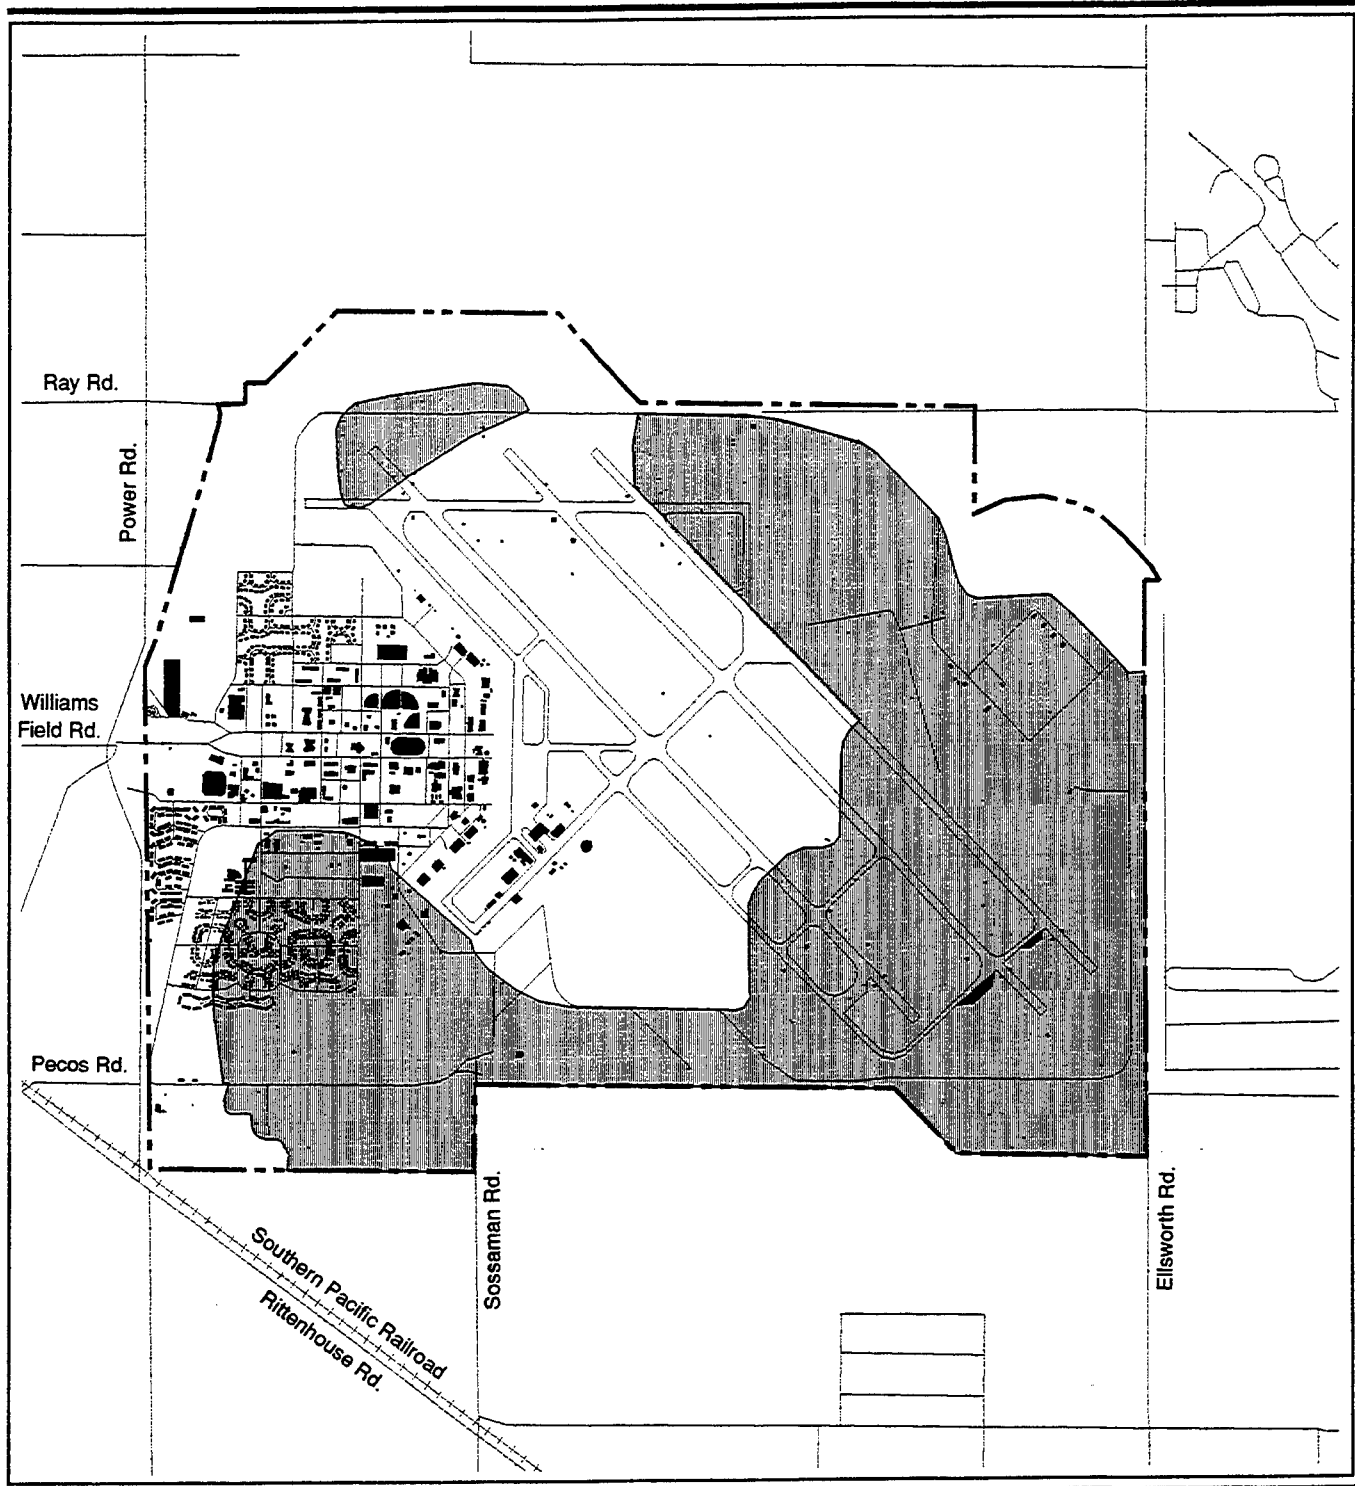 Ray Rd.
Power Rd.
Williams
Field Rd.
Pecos Rd.
Southern Pacific Railroad
Rittenhouse Rd.
Sossaman Rd.
Ellsworth Rd.